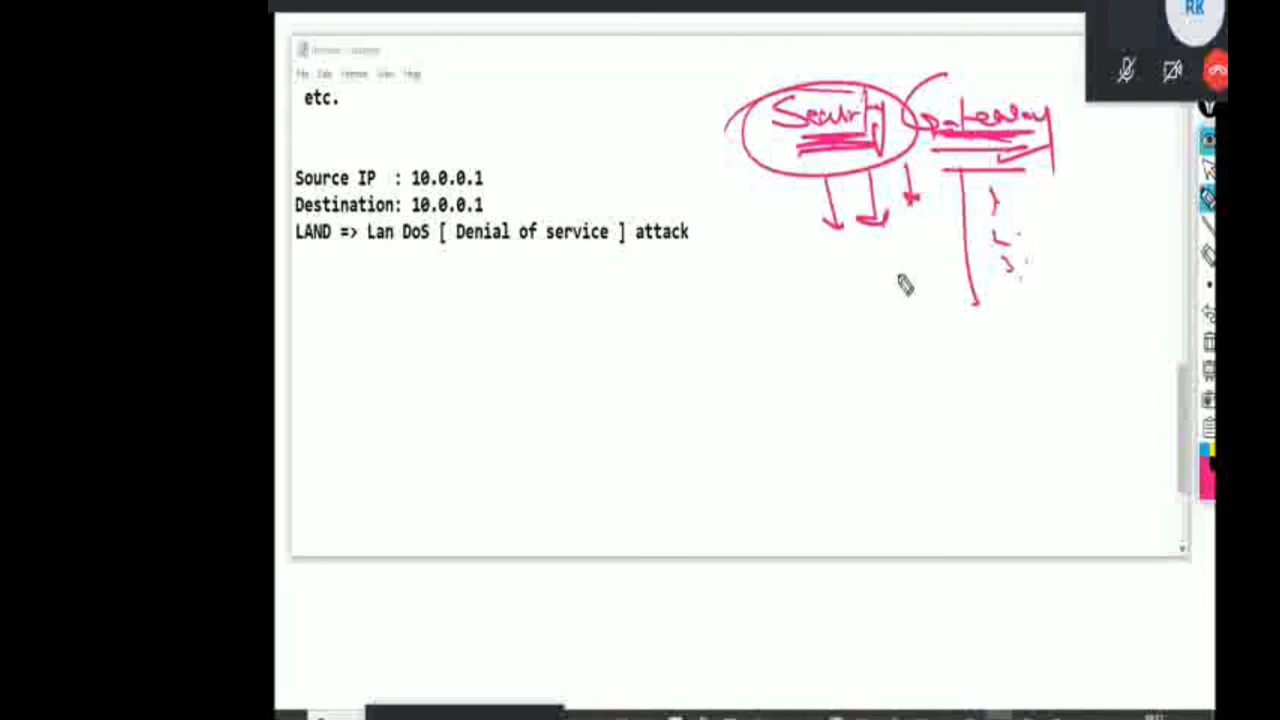 RK
etc.
Security Gateway
Source IP  : 10.0.0.1
Destination: 10.0.0.1
LAND => Lan DoS [ Denial of service ] attack